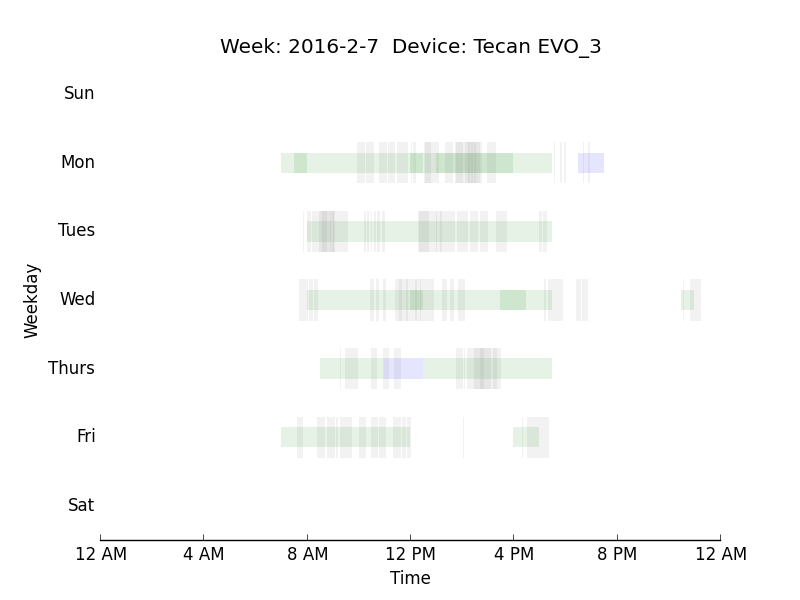 Week: 2016-2-7  Device: Tecan EVO_3
Sun
Mon
Tues
Wed
Thurs
Fri
Sat
Weekday
12 AM 4 AM 8 AM 12 PM 4 PM 8 PM 12 AM
Time